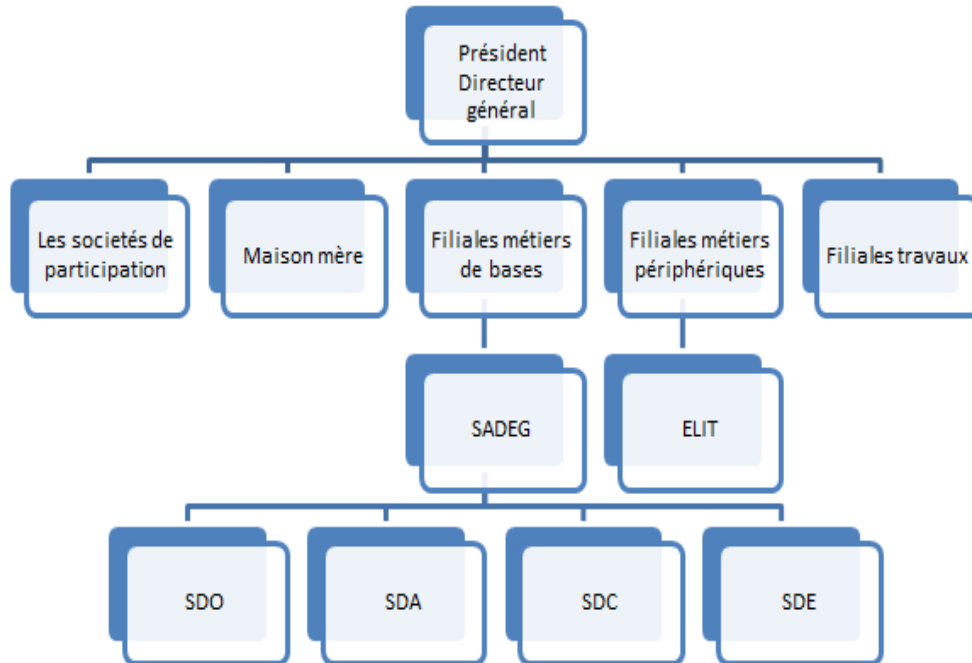 Président
Directeur
général
Les societés de
participation
Maison mère
Filiales métiers
de bases
Filiales métiers
périphériques
Filiales travaux
SADEG
ELIT
SDO
SDA
SDC
SDE